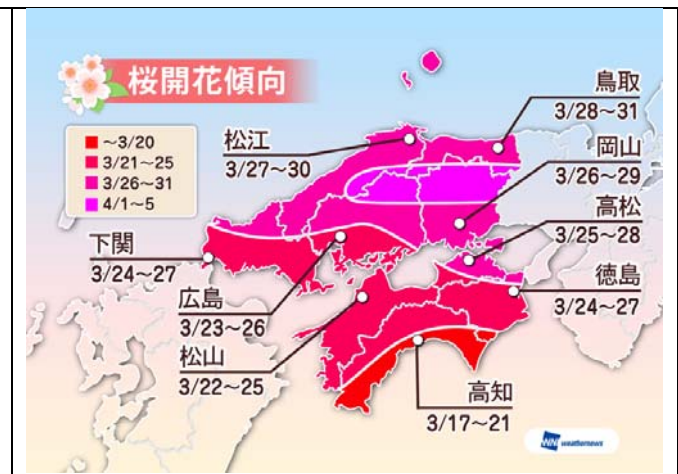 桜開花傾向
~3/20
3/21~25
3/26~31
4/1~5
松江
3/27~30
鳥取
3/28~31
岡山
3/26~29
高松
3/25~28
下関
3/24~27
徳島
3/24~27
広島
3/23~26
松山
3/22~25
高知
3/17~21
weathernews